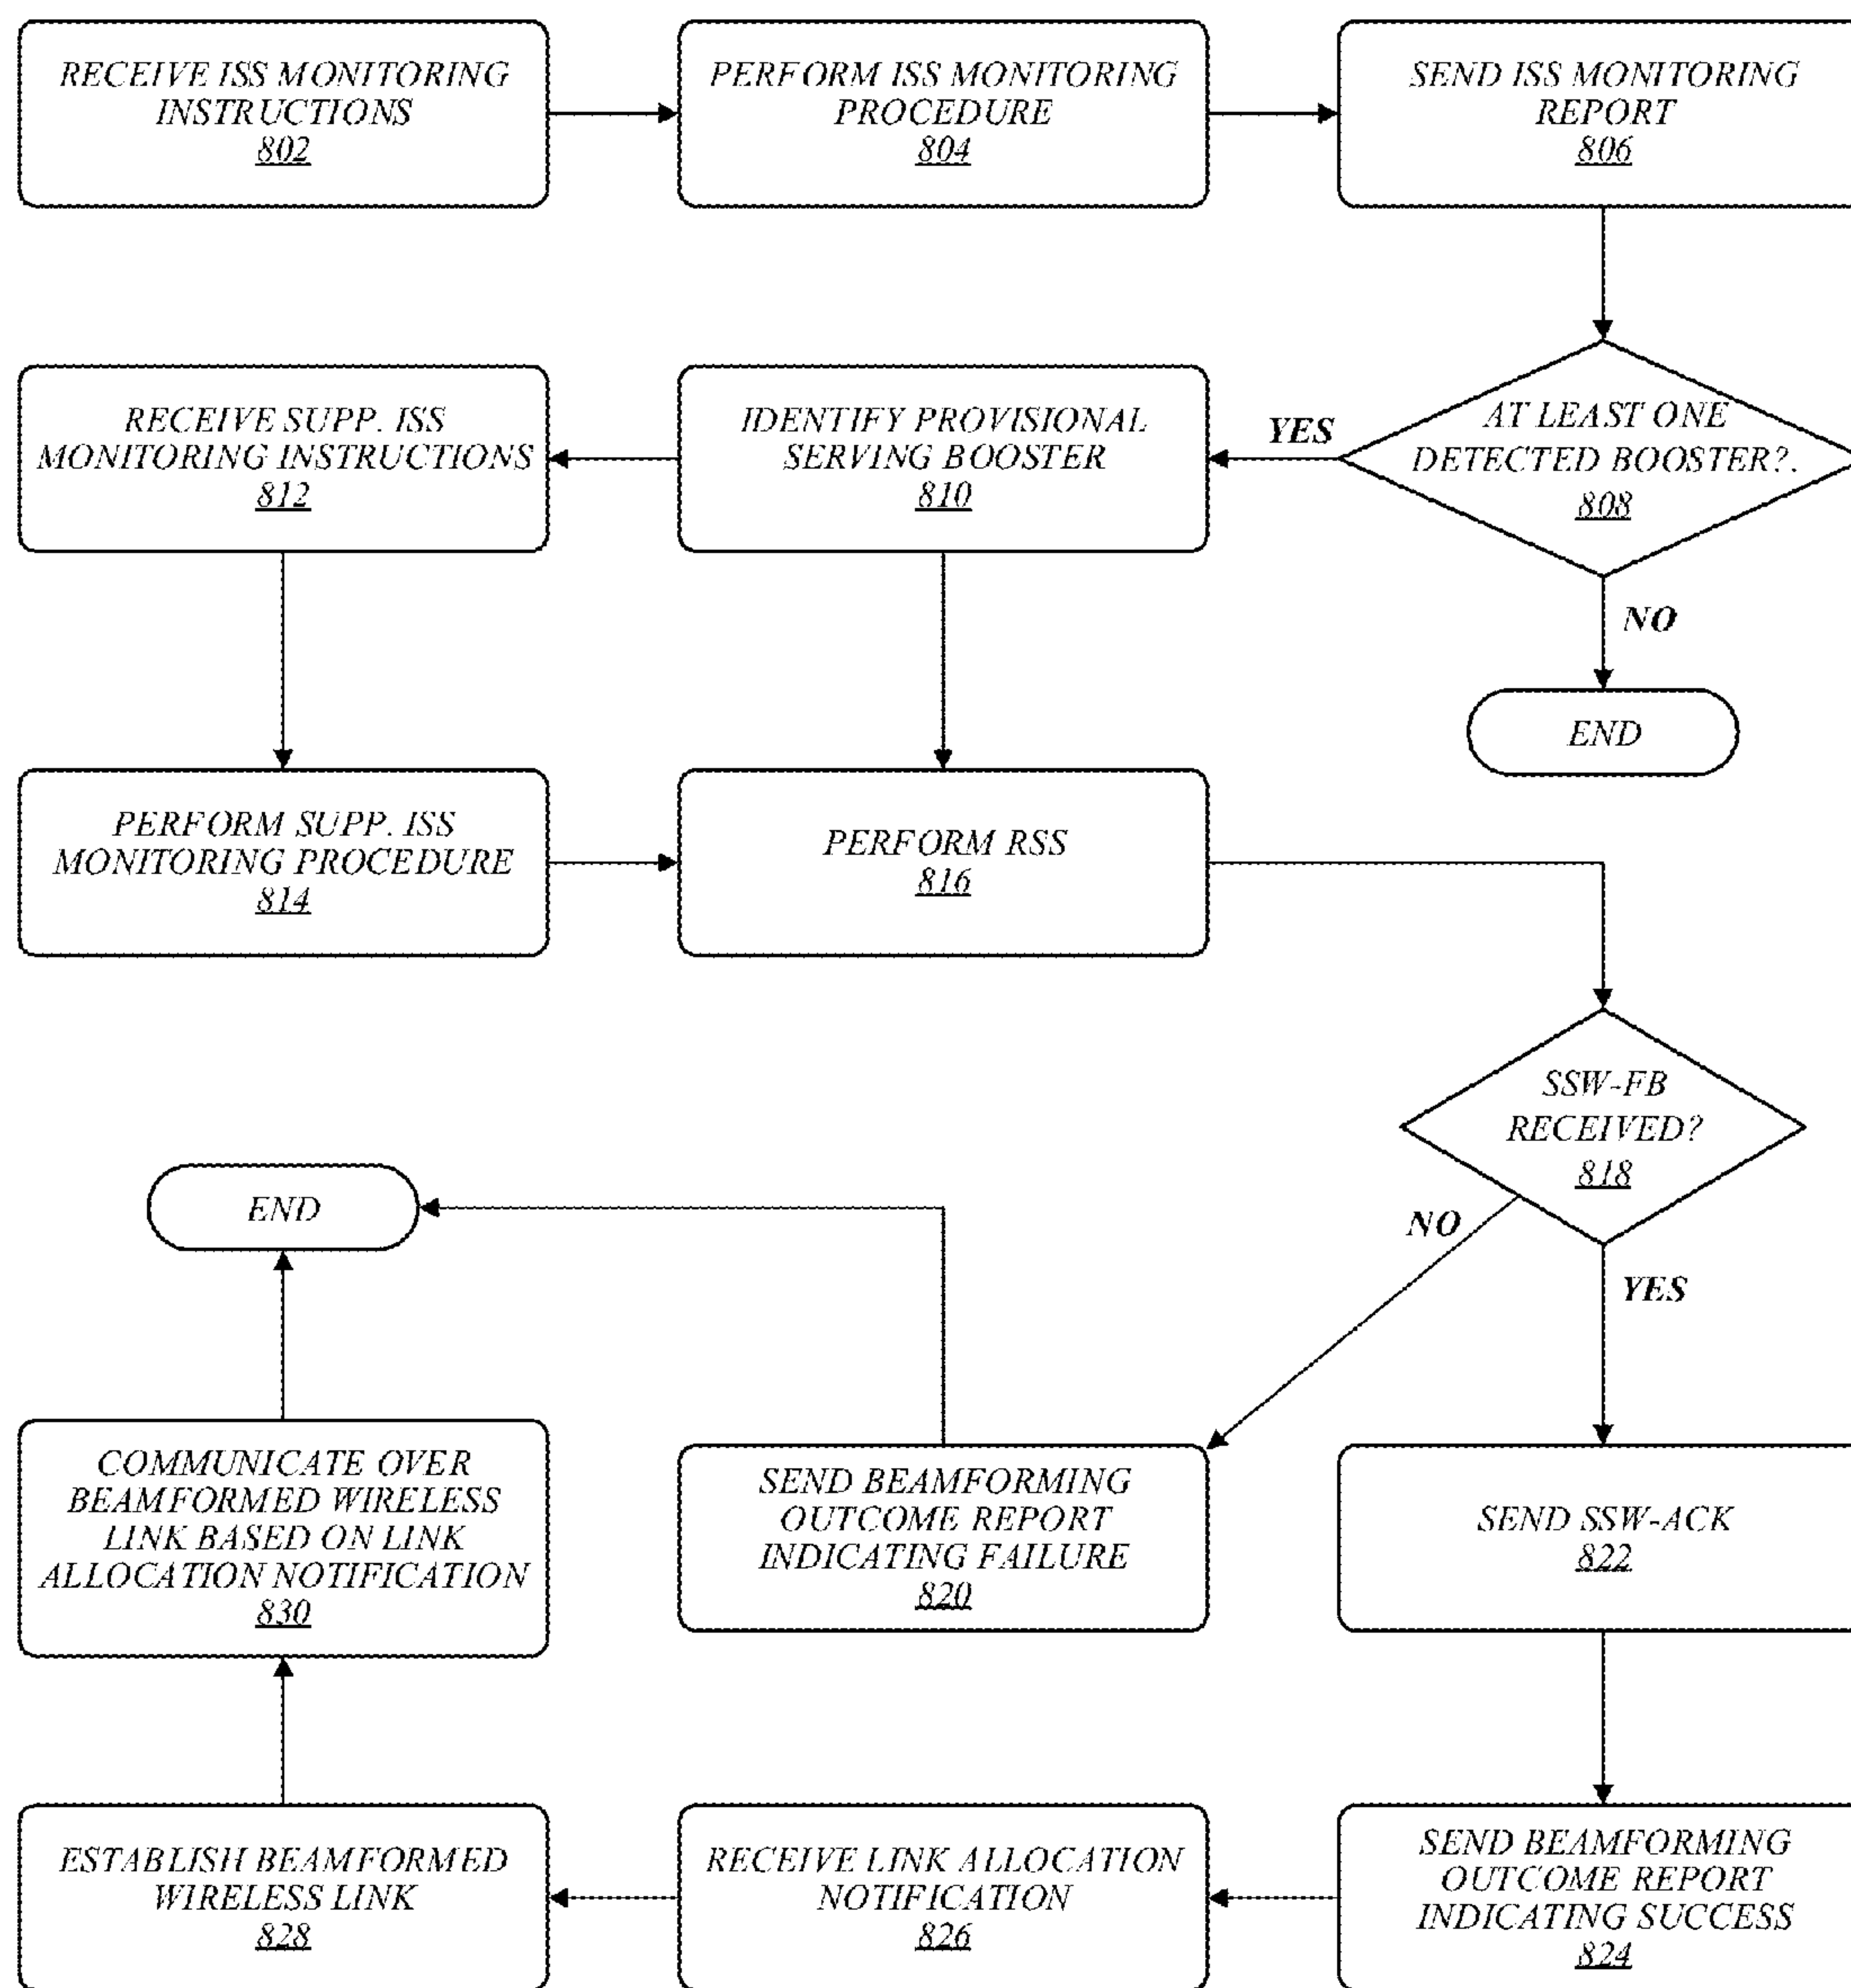 RECEIVE ISS MONITORING
INSTRUCTIONS
802
PERFORM ISS MONITORING
PROCEDURE
804
SEND ISS MONITORING
REPORT
806
AT LEAST ONE
DETECTED BOOSTER?.
808
YES
NO
END
IDENTIFY PROVISIONAL
SERVING BOOSTER
810
RECEIVE SUPP. ISS
MONITORING INSTRUCTIONS
812
PERFORM SUPP. ISS
MONITORING PROCEDURE
814
PERFORM RSS
816
SSW-FB
RECEIVED?
818
NO
YES
END
SEND BEAMFORMING
OUTCOME REPORT
INDICATING FAILURE
820
SEND SSW-ACK
822
SEND BEAMFORMING
OUTCOME REPORT
INDICATING SUCCESS
824
RECEIVE LINK ALLOCATION
NOTIFICATION
826
ESTABLISH BEAMFORMED
WIRELESS LINK
828
COMMUNICATE OVER
BEAMFORMED WIRELESS
LINK BASED ON LINK
ALLOCATION NOTIFICATION
830